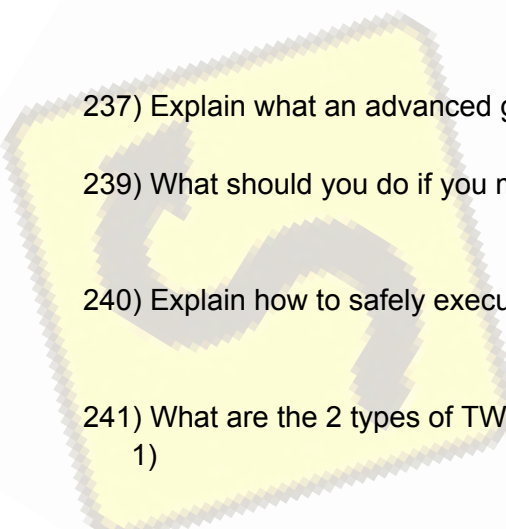 237) Explain what an advanced g
239) What should you do if you
240) Explain how to safely execu
241) What are the 2 types of TW
1)